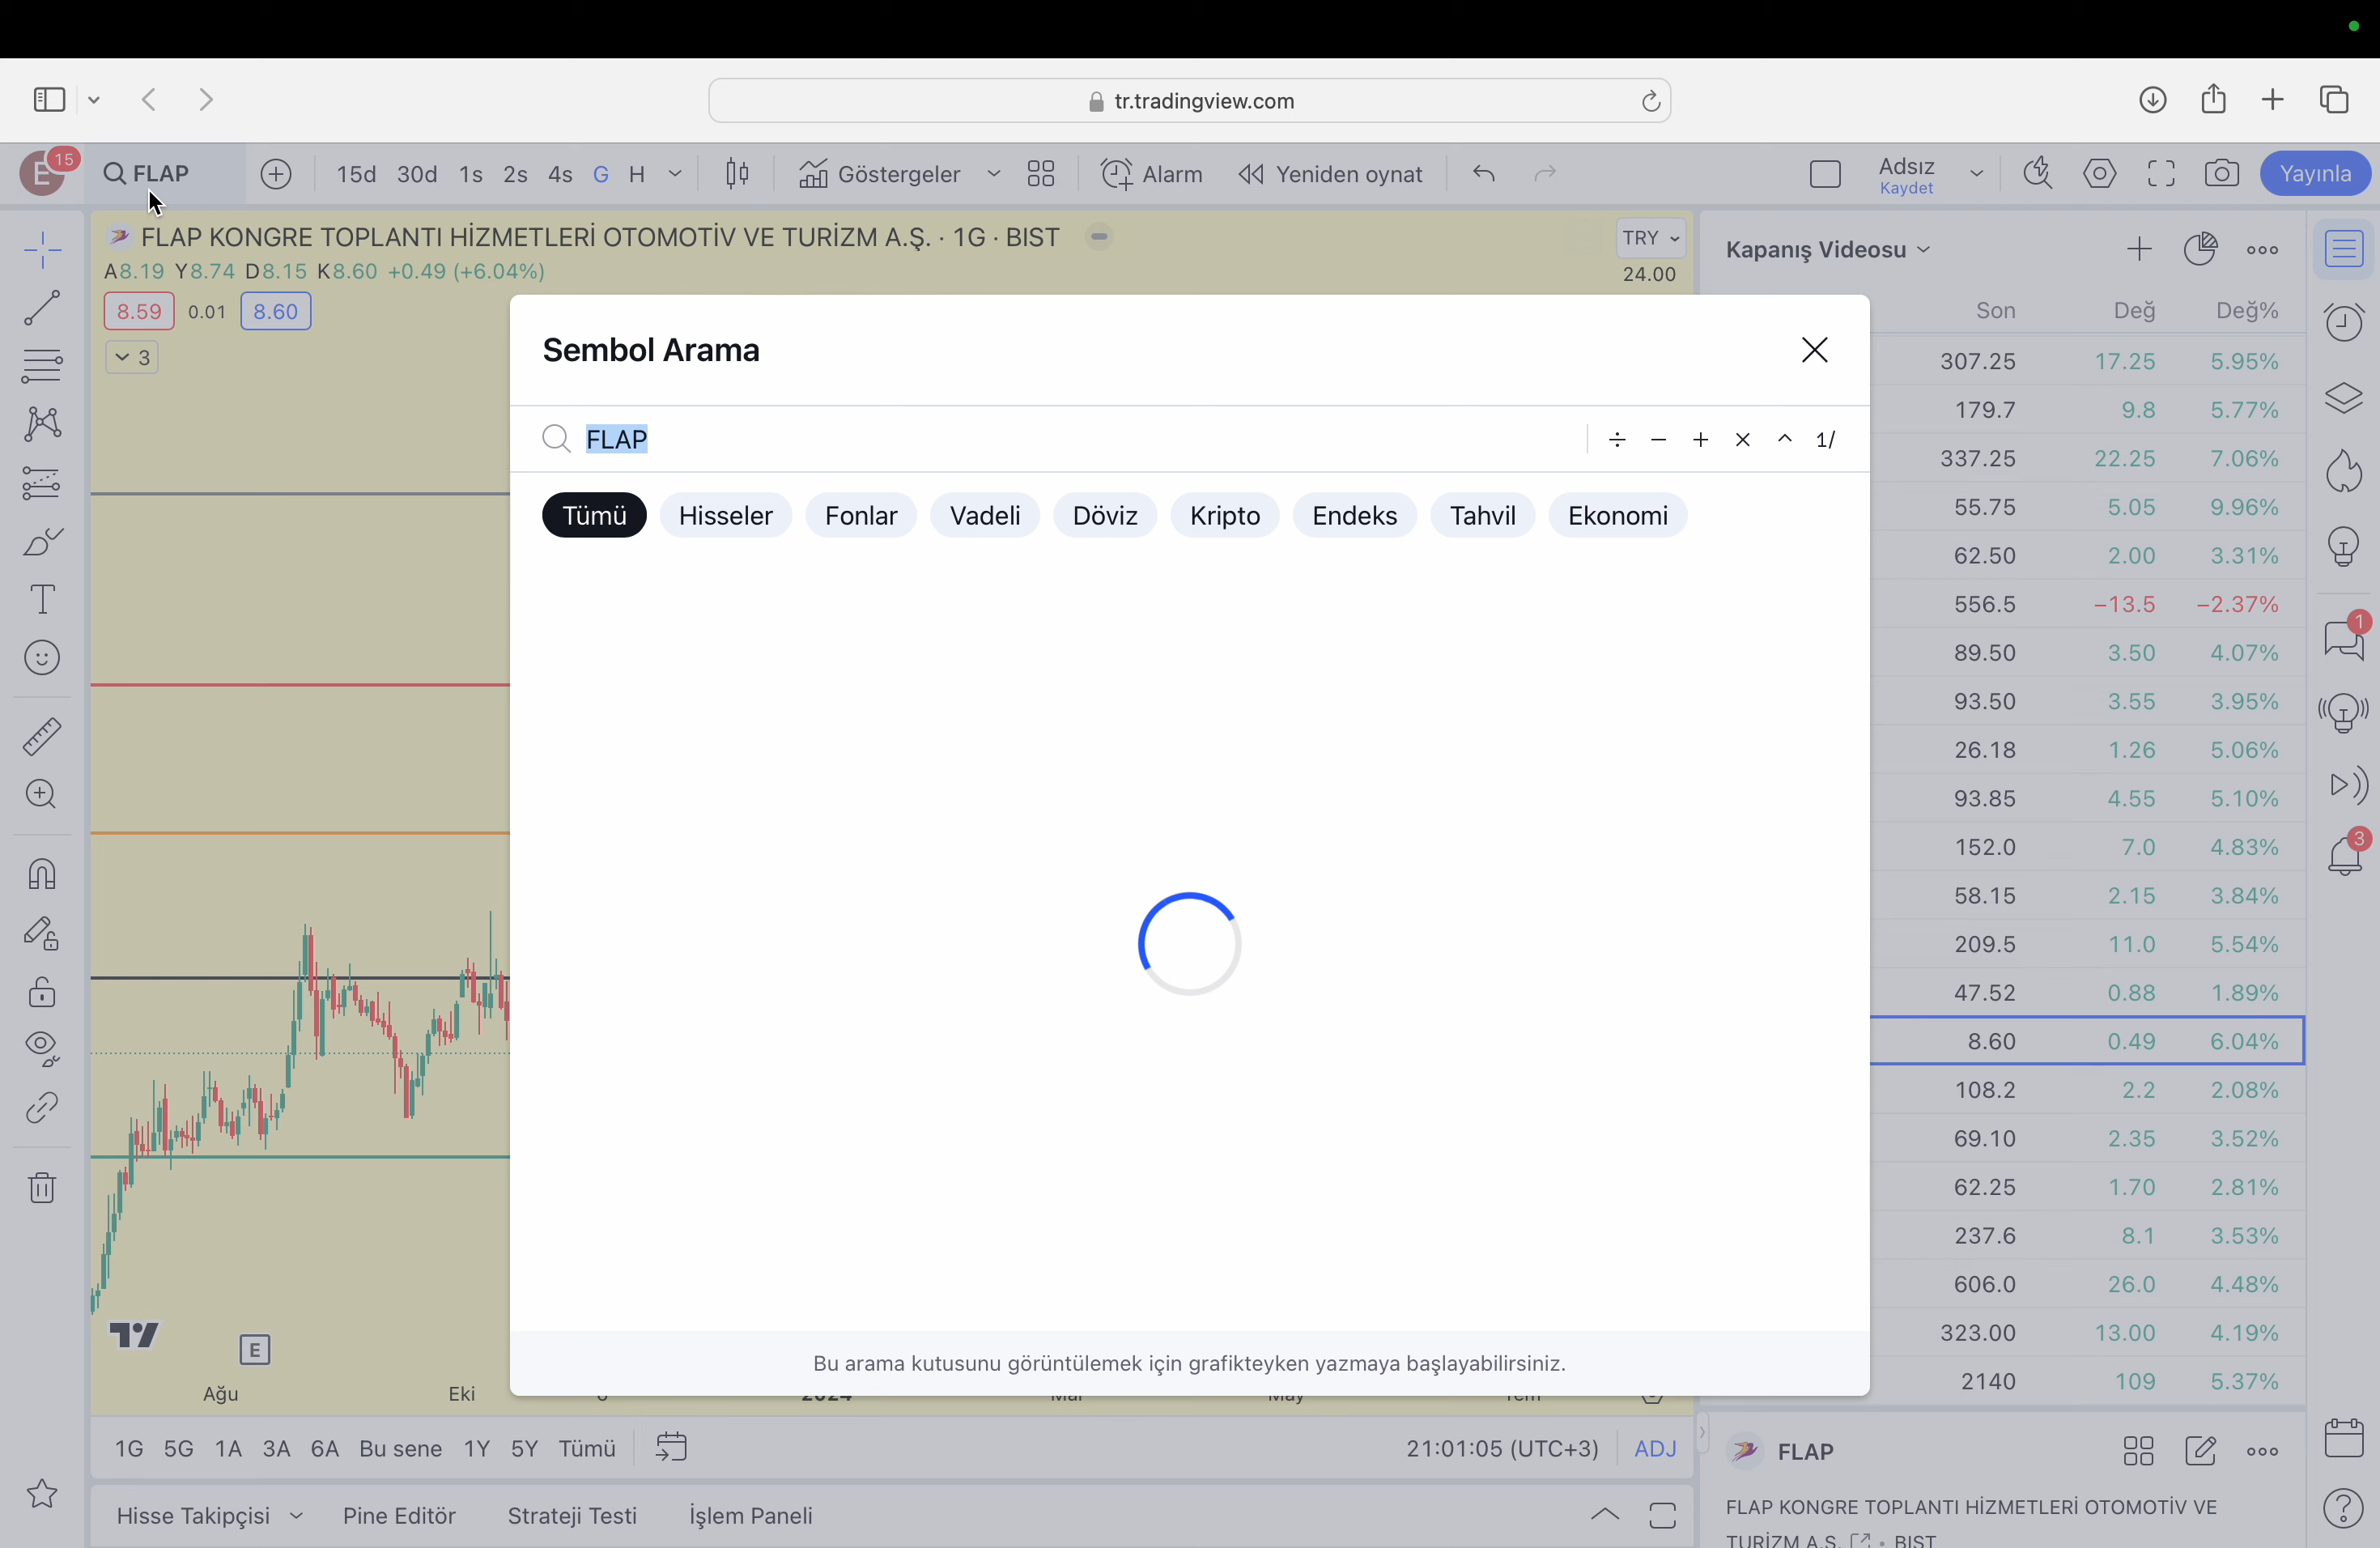 tr.tradingview.com
E 15 FLAP 15d 30d 1s 2s 4s G H Göstergeler Alarm Yeniden oynat Adsız Kaydet Yayınla
FLAP KONGRE TOPLANTI HİZMETLERİ OTOMOTİV VE TURİZM A.Ş. · 1G · BIST
TRY
A8.19 Y8.74 D8.15 K8.60 +0.49 (+6.04%)
24.00
8.59 0.01 8.60
3
Sembol Arama
FLAP ÷ − + × ^ 1/
Tümü Hisseler Fonlar Vadeli Döviz Kripto Endeks Tahvil Ekonomi
Bu arama kutusunu görüntülemek için grafikteyken yazmaya başlayabilirsiniz.
E
Ağu Eki
1G 5G 1A 3A 6A Bu sene 1Y 5Y Tümü 21:01:05 (UTC+3) ADJ
Hisse Takipçisi Pine Editör Strateji Testi İşlem Paneli
Kapanış Videosu
Son Değ Değ%
307.25 17.25 5.95%
179.7 9.8 5.77%
337.25 22.25 7.06%
55.75 5.05 9.96%
62.50 2.00 3.31%
556.5 −13.5 −2.37%
89.50 3.50 4.07%
93.50 3.55 3.95%
26.18 1.26 5.06%
93.85 4.55 5.10%
152.0 7.0 4.83%
58.15 2.15 3.84%
209.5 11.0 5.54%
47.52 0.88 1.89%
8.60 0.49 6.04%
108.2 2.2 2.08%
69.10 2.35 3.52%
62.25 1.70 2.81%
237.6 8.1 3.53%
606.0 26.0 4.48%
323.00 13.00 4.19%
2140 109 5.37%
FLAP
FLAP KONGRE TOPLANTI HİZMETLERİ OTOMOTİV VE
TURİZM A.Ş. • BIST
1
3